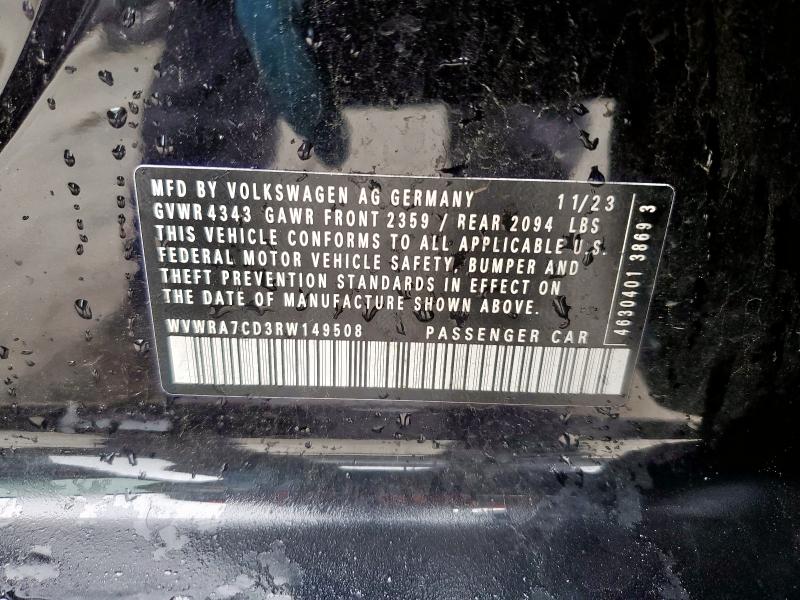 MFD BY VOLKSWAGEN AG GERMANY 11/23
GVWR 4343 GAWR FRONT 2359 / REAR 2094 LBS
THIS VEHICLE CONFORMS TO ALL APPLICABLE U.S.
FEDERAL MOTOR VEHICLE SAFETY, BUMPER AND
THEFT PREVENTION STANDARDS IN EFFECT ON
THE DATE OF MANUFACTURE SHOWN ABOVE.
WVWRA7CD3RW149508 PASSENGER CAR
4630401 3869 3